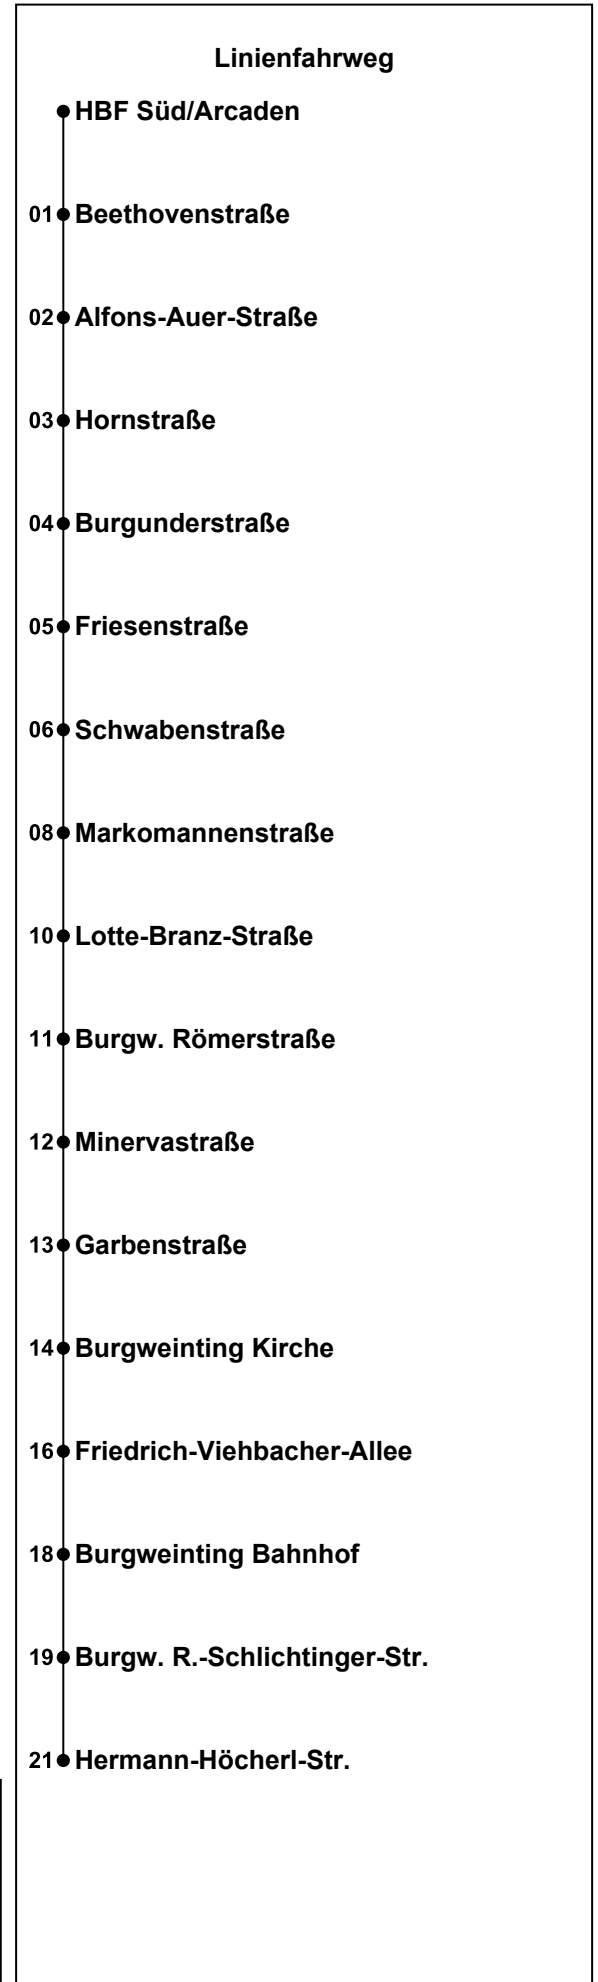 Linienfahrweg
HBF Süd/Arcaden
01 Beethovenstraße
02 Alfons-Auer-Straße
03 Hornstraße
04 Burgunderstraße
05 Friesenstraße
06 Schwabenstraße
08 Markomannenstraße
10 Lotte-Branz-Straße
11 Burgw. Römerstraße
12 Minervastraße
13 Garbenstraße
14 Burgweinting Kirche
16 Friedrich-Viehbacher-Allee
18 Burgweinting Bahnhof
19 Burgw. R.-Schlichtinger-Str.
21 Hermann-Höcherl-Str.